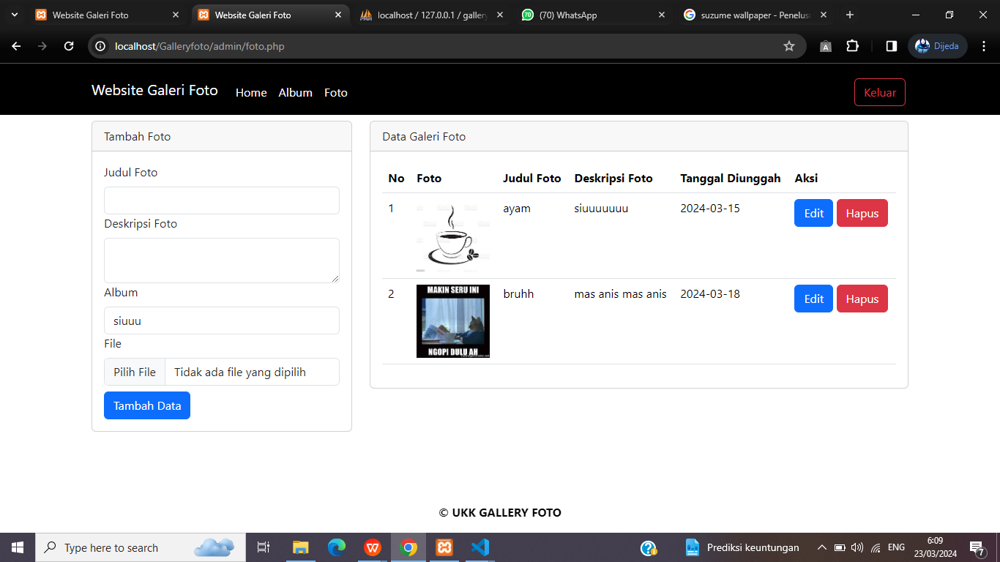 Website Galeri Foto
Website Galeri Foto
localhost / 127.0.0.1 / gallery
(70) WhatsApp
suzume wallpaper - Penelusu
localhost/Galleryfoto/admin/foto.php
Dijeda
Website Galeri Foto Home Album Foto Keluar
Tambah Foto
Judul Foto
Deskripsi Foto
Album
siuuu
File
Pilih File Tidak ada file yang dipilih
Tambah Data
Data Galeri Foto
No Foto Judul Foto Deskripsi Foto Tanggal Diunggah Aksi
1 ayam siuuuuuuu 2024-03-15 Edit Hapus
2 bruhh mas anis mas anis 2024-03-18 Edit Hapus
MAKIN SERU INI
NGOPI DULU AH
© UKK GALLERY FOTO
Type here to search
Prediksi keuntungan
ENG
6:09
23/03/2024
7